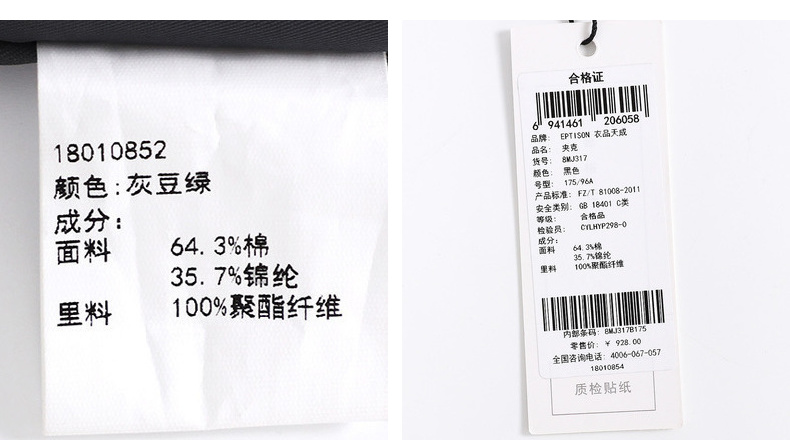 18010852
颜色:灰豆绿
成分:
面料 64.3%棉
35.7%锦纶
里料 100%聚酯纤维
合格证
6 941461 206058
品牌: EPTISON 衣品天成
品名: 夹克
货号: 8MJ317
颜色: 黑色
号型: 175/96A
产品标准: FZ/T 81008-2011
安全类别: GB 18401 C类
等级: 合格品
检验员: CYLHYP298-0
成分:
面料 64.3%棉
35.7%锦纶
里料 100%聚酯纤维
内部条码: 8MJ317B175
零售价: ¥ 928.00
全国咨询电话: 4006-067-057
18010854
质检贴纸